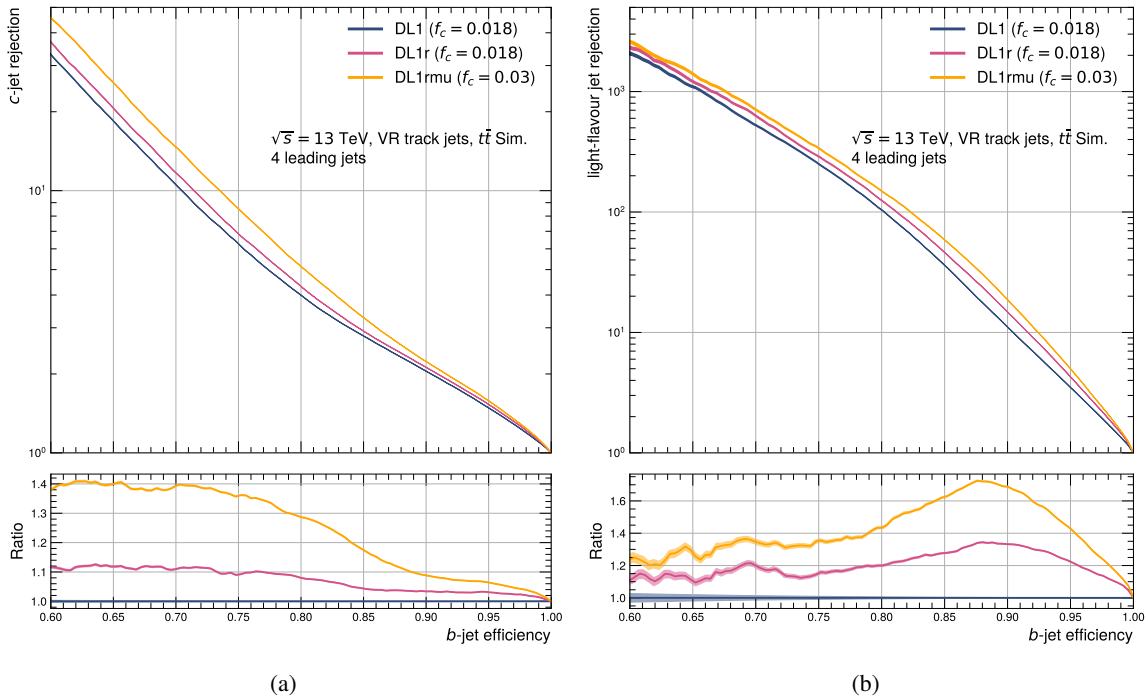 c-jet rejection
DL1 (f_c = 0.018)
DL1r (f_c = 0.018)
DL1rmu (f_c = 0.03)
√s = 13 TeV, VR track jets, tt̄ Sim.
4 leading jets
10¹
10⁰
Ratio
1.4
1.3
1.2
1.1
1.0
0.60 0.65 0.70 0.75 0.80 0.85 0.90 0.95 1.00
b-jet efficiency
(a)
light-flavour jet rejection
DL1 (f_c = 0.018)
DL1r (f_c = 0.018)
DL1rmu (f_c = 0.03)
√s = 13 TeV, VR track jets, tt̄ Sim.
4 leading jets
10³
10²
10¹
10⁰
Ratio
1.6
1.4
1.2
1.0
0.60 0.65 0.70 0.75 0.80 0.85 0.90 0.95 1.00
b-jet efficiency
(b)